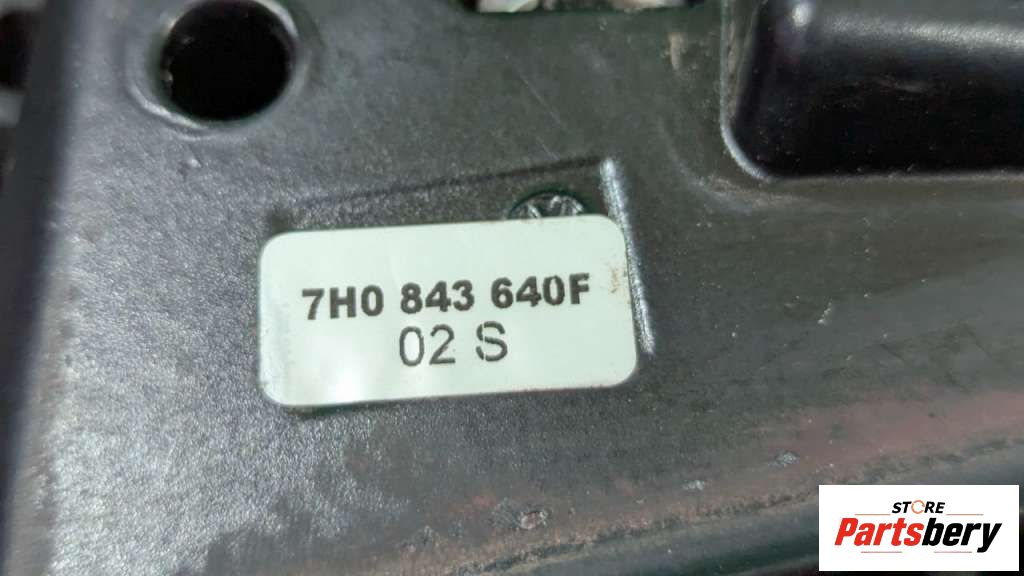 7H0 843 640F
02 S
STORE
Partsbery